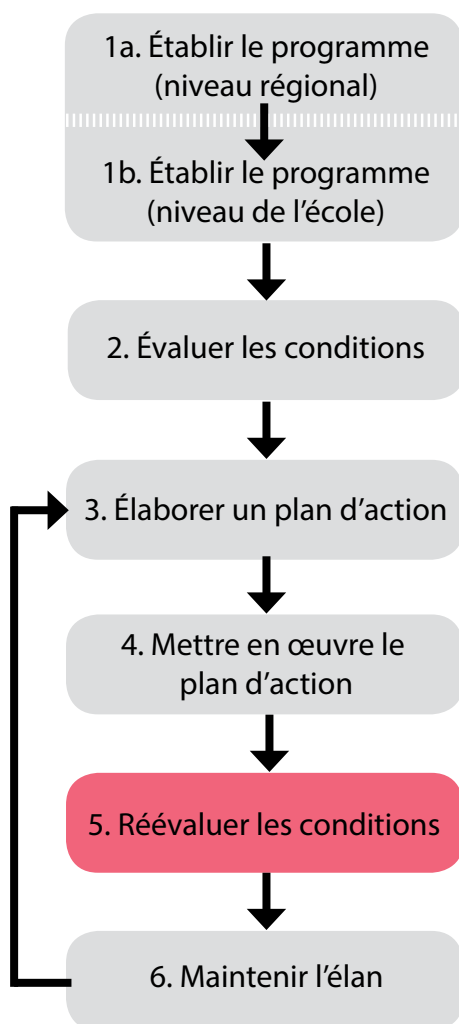 1a. Établir le programme
(niveau régional)
1b. Établir le programme
(niveau de l’école)
2. Évaluer les conditions
3. Élaborer un plan d’action
4. Mettre en œuvre le
plan d’action
5. Réévaluer les conditions
6. Maintenir l’élan